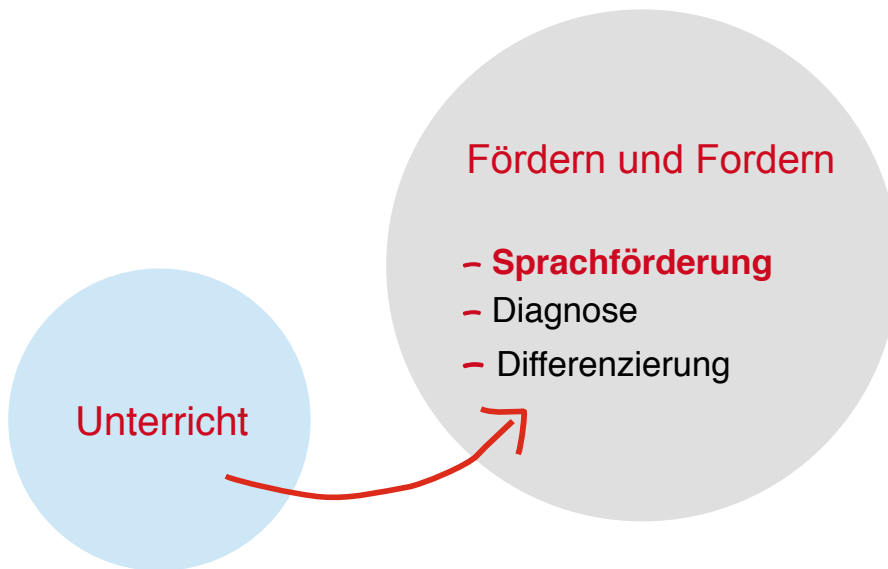 Fördern und Fordern
– Sprachförderung
– Diagnose
– Differenzierung
Unterricht